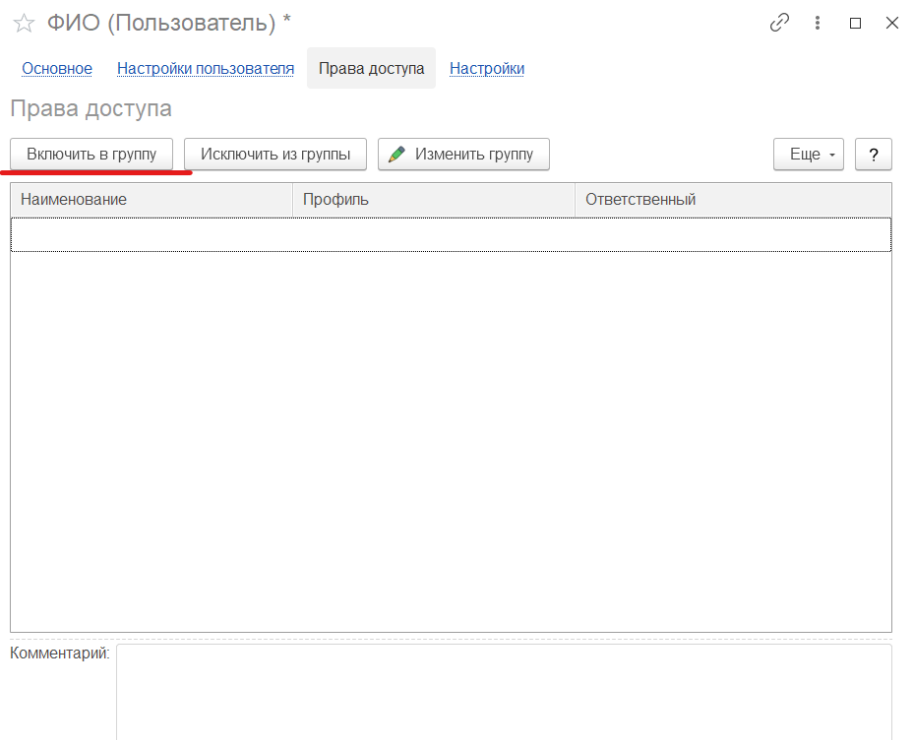 ФИО (Пользователь) *
Основное Настройки пользователя Права доступа Настройки
Права доступа
Включить в группу Исключить из группы Изменить группу Еще ?
Наименование Профиль Ответственный
Комментарий: